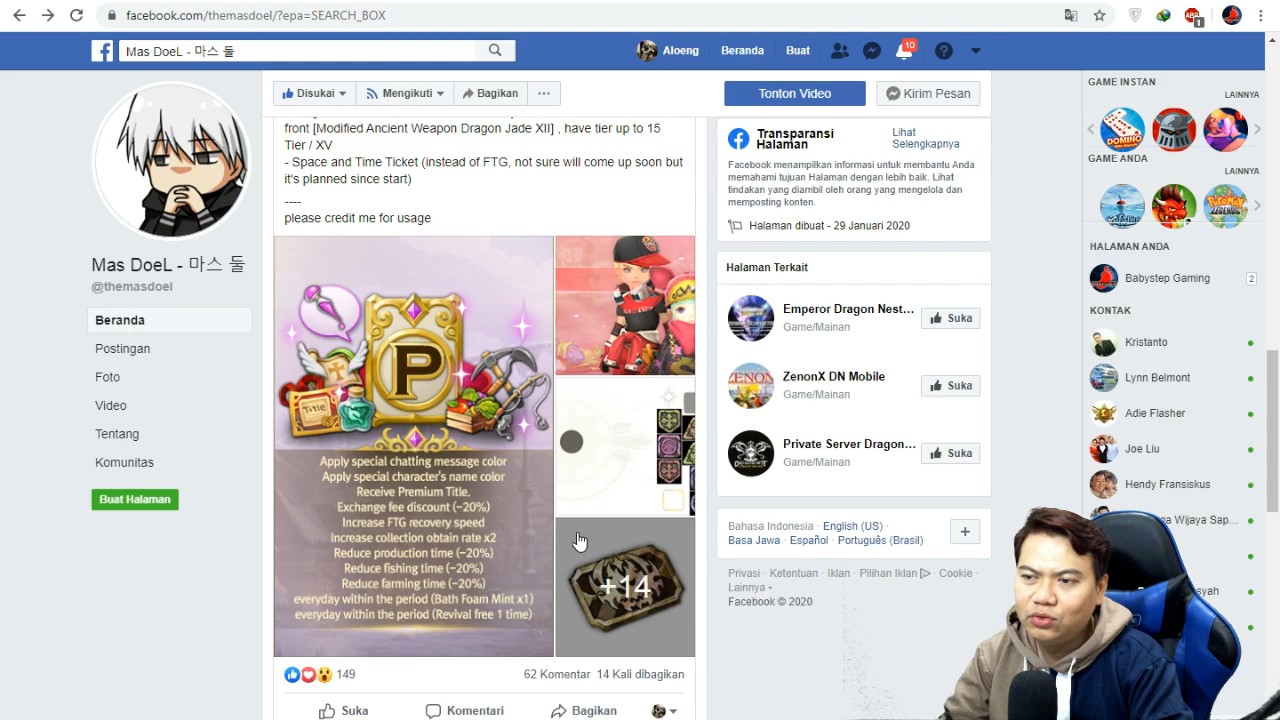 facebook.com/themasdoel/?epa=SEARCH_BOX
1
Mas DoeL - 마스 둘
Aloeng
Beranda
Buat
10
Disukai
Mengikuti
Bagikan
Tonton Video
Kirim Pesan
Mas DoeL - 마스 둘
@themasdoel
Beranda
Postingan
Foto
Video
Tentang
Komunitas
Buat Halaman
front [Modified Ancient Weapon Dragon Jade XII] , have tier up to 15
Tier / XV
- Space and Time Ticket (instead of FTG, not sure will come up soon but
it's planned since start)
----
please credit me for usage
P
Title
Apply special chatting message color
Apply special character's name color
Receive Premium Title.
Exchange fee discount (-20%)
Increase FTG recovery speed
Increase collection obtain rate x2
Reduce production time (-20%)
Reduce fishing time (-20%)
Reduce farming time (-20%)
everyday within the period (Bath Foam Mint x1)
everyday within the period (Revival free 1 time)
+14
149
62 Komentar 14 Kali dibagikan
Suka
Komentari
Bagikan
Transparansi
Halaman
Lihat
Selengkapnya
Facebook menampilkan informasi untuk membantu Anda
memahami tujuan Halaman dengan lebih baik. Lihat
tindakan yang diambil oleh orang yang mengelola dan
memposting konten.
Halaman dibuat - 29 Januari 2020
Halaman Terkait
Emperor Dragon Nest...
Game/Mainan
Suka
ZenonX DN Mobile
Game/Mainan
Suka
Private Server Dragon...
Game/Mainan
Suka
Bahasa Indonesia · English (US) ·
Basa Jawa · Español · Português (Brasil)
Privasi · Ketentuan · Iklan · Pilihan Iklan · Cookie ·
Lainnya
Facebook © 2020
GAME INSTAN
LAINNYA
DOMINO
GAME ANDA
LAINNYA
HALAMAN ANDA
Babystep Gaming
2
KONTAK
Kristanto
Lynn Belmont
Adie Flasher
Joe Liu
Hendy Fransiskus
Wijaya Sap...